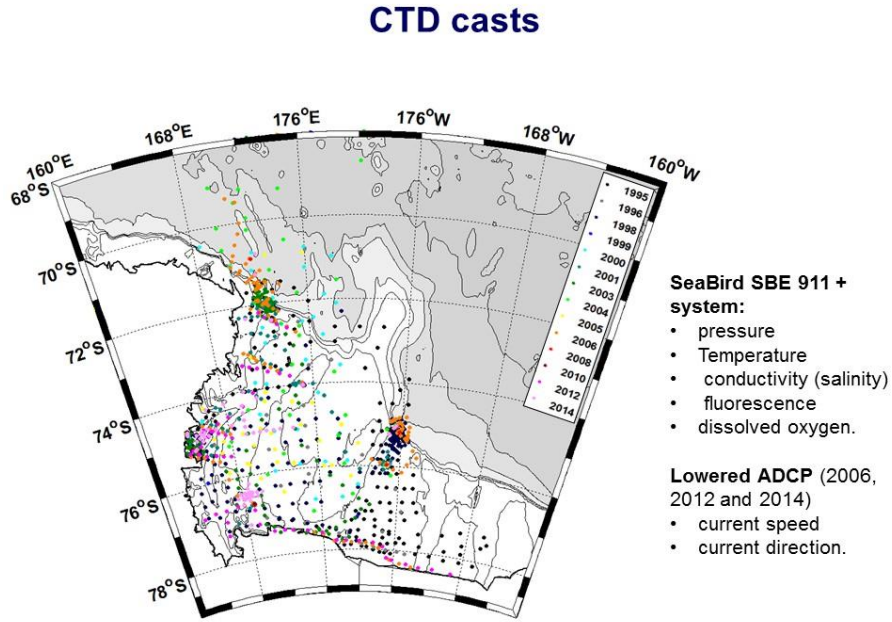 CTD casts
160°E
168°E
176°E
176°W
168°W
160°W
68°S
70°S
72°S
74°S
76°S
78°S
1995
1996
1998
1999
2000
2001
2003
2004
2005
2006
2008
2010
2012
2014
SeaBird SBE 911 +
system:
• pressure
• Temperature
• conductivity (salinity)
• fluorescence
• dissolved oxygen.
Lowered ADCP (2006,
2012 and 2014)
• current speed
• current direction.